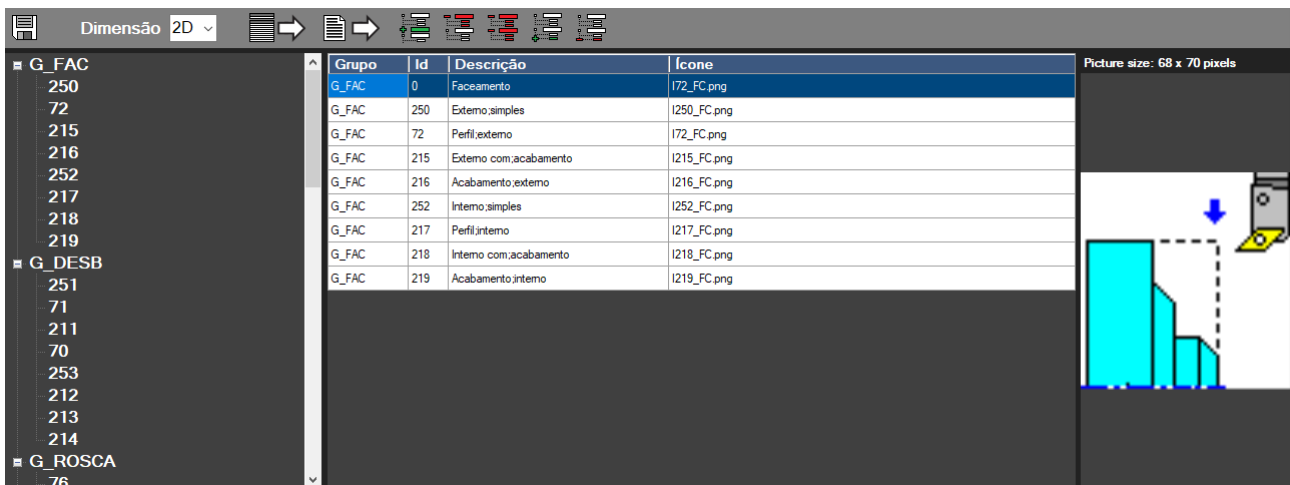 Dimensão 2D
G_FAC
250
72
215
216
252
217
218
219
G_DESB
251
71
211
70
253
212
213
214
G_ROSCA
76
Grupo Id Descrição Ícone
G_FAC 0 Faceamento I72_FC.png
G_FAC 250 Externo;simples I250_FC.png
G_FAC 72 Perfil;externo I72_FC.png
G_FAC 215 Externo com;acabamento I215_FC.png
G_FAC 216 Acabamento;externo I216_FC.png
G_FAC 252 Interno;simples I252_FC.png
G_FAC 217 Perfil;interno I217_FC.png
G_FAC 218 Interno com;acabamento I218_FC.png
G_FAC 219 Acabamento;interno I219_FC.png
Picture size: 68 x 70 pixels